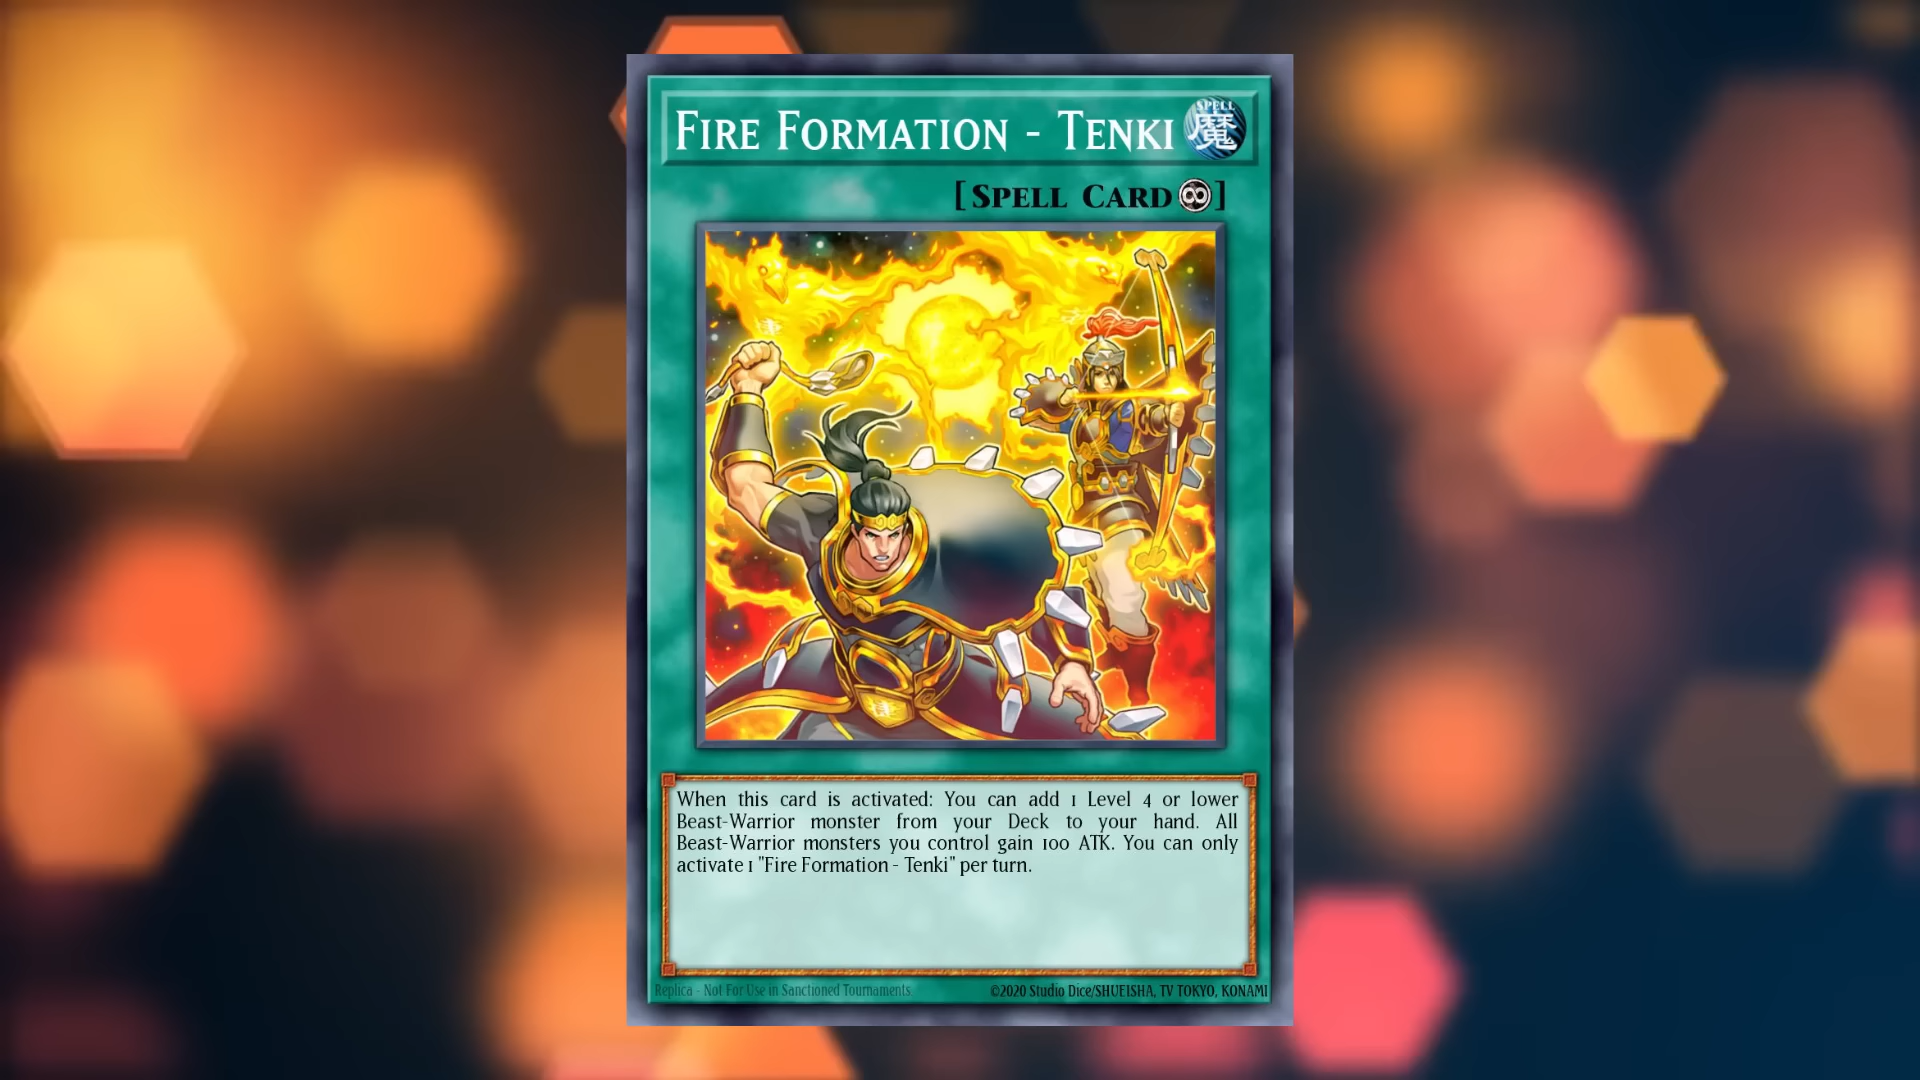 FIRE FORMATION - TENKI
SPELL
魔
[SPELL CARD ∞]
When this card is activated: You can add 1 Level 4 or lower
Beast-Warrior monster from your Deck to your hand. All
Beast-Warrior monsters you control gain 100 ATK. You can only
activate 1 "Fire Formation - Tenki" per turn.
Replica - Not For Use in Sanctioned Tournaments.
©2020 Studio Dice/SHUEISHA, TV TOKYO, KONAMI